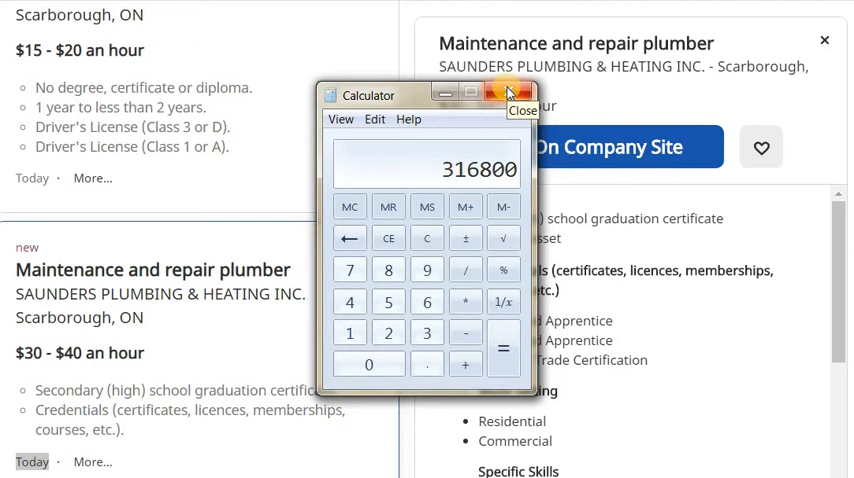 Scarborough, ON
$15 - $20 an hour
No degree, certificate or diploma.
1 year to less than 2 years.
Driver's License (Class 3 or D).
Driver's License (Class 1 or A).
Today · More...
new
Maintenance and repair plumber
SAUNDERS PLUMBING & HEATING INC.
Scarborough, ON
$30 - $40 an hour
Secondary (high) school graduation
Credentials (certificates, licences, memberships,
courses, etc.).
Today · More...
Calculator
Close
View Edit Help
316800
MC MR MS M+ M-
← CE C ± √
7 8 9 / %
4 5 6 * 1/x
1 2 3 - =
0 . +
Maintenance and repair plumber
SAUNDERS PLUMBING & HEATING INC. - Scarborough,
On Company Site
school graduation certificate
(certificates, licences, memberships,
etc.)
Apprentice
Apprentice
Trade Certification
Residential
Commercial
Specific Skills